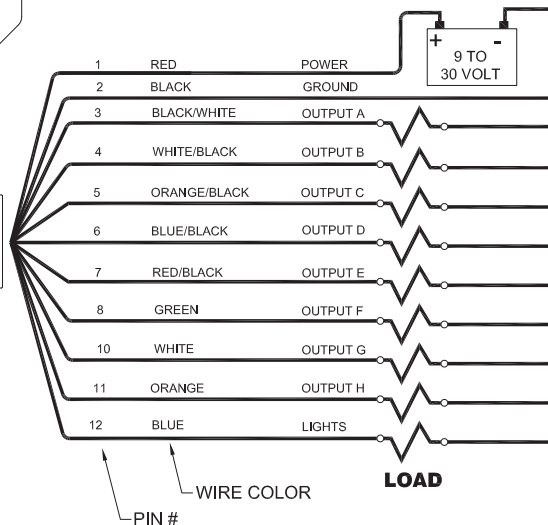 + -
9 TO
30 VOLT
1 RED POWER
2 BLACK GROUND
3 BLACK/WHITE OUTPUT A
4 WHITE/BLACK OUTPUT B
5 ORANGE/BLACK OUTPUT C
6 BLUE/BLACK OUTPUT D
7 RED/BLACK OUTPUT E
8 GREEN OUTPUT F
10 WHITE OUTPUT G
11 ORANGE OUTPUT H
12 BLUE LIGHTS
LOAD
WIRE COLOR
PIN #